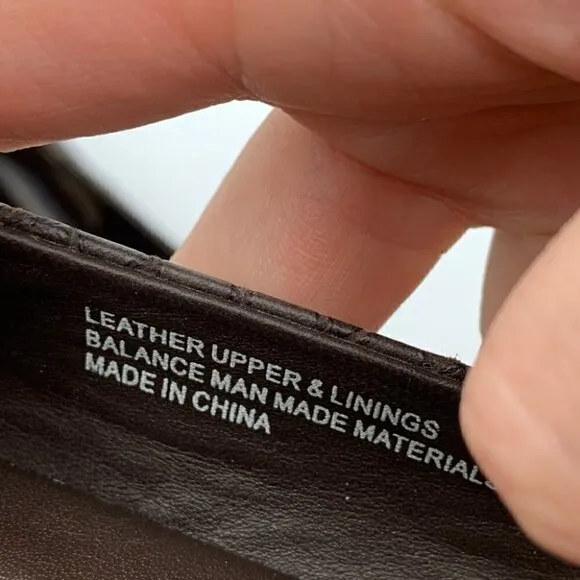 LEATHER UPPER & LININGS
BALANCE MAN MADE MATERIALS
MADE IN CHINA